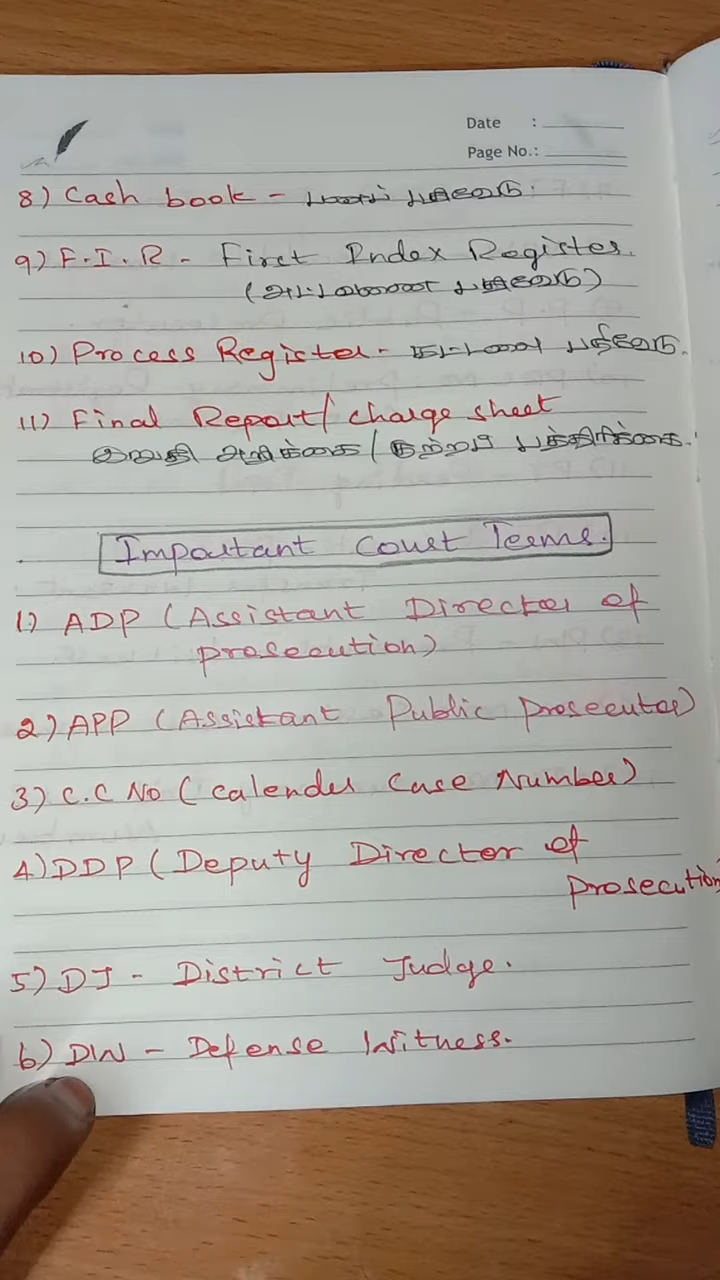 Date : 
Page No.: 
8) Cash book - பணப் பதிவேடு.
9) F.I.R - First Index Register.
(அட்டவணை பதிவேடு)
10) Process Register - கட்டளை பதிவேடு.
11) Final Report/charge sheet
இறுதி அறிக்கை / குற்றப் பத்திரிக்கை.
Important Court Terms.
1) ADP (Assistant Director of
prosecution)
2) APP (Assistant Public prosecutor)
3) C.C No (Calender Case Number)
4) DDP (Deputy Director of
prosecution
5) DJ - District Judge.
6) DW - Defense Witness.